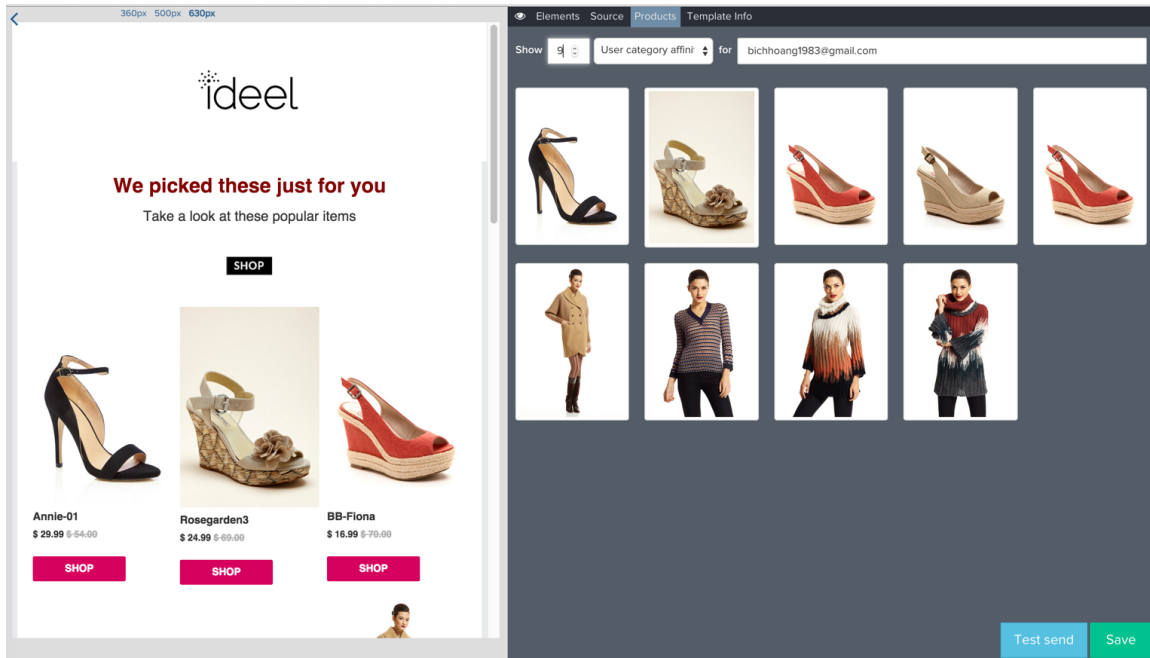 360px 500px 630px
ideel
We picked these just for you
Take a look at these popular items
SHOP
Annie-01
$ 29.99 $ 54.00
SHOP
Rosegarden3
$ 24.99 $ 69.00
SHOP
BB-Fiona
$ 16.99 $ 70.00
SHOP
Elements Source Products Template Info
Show 9 User category affini for bichhoang1983@gmail.com
Test send Save